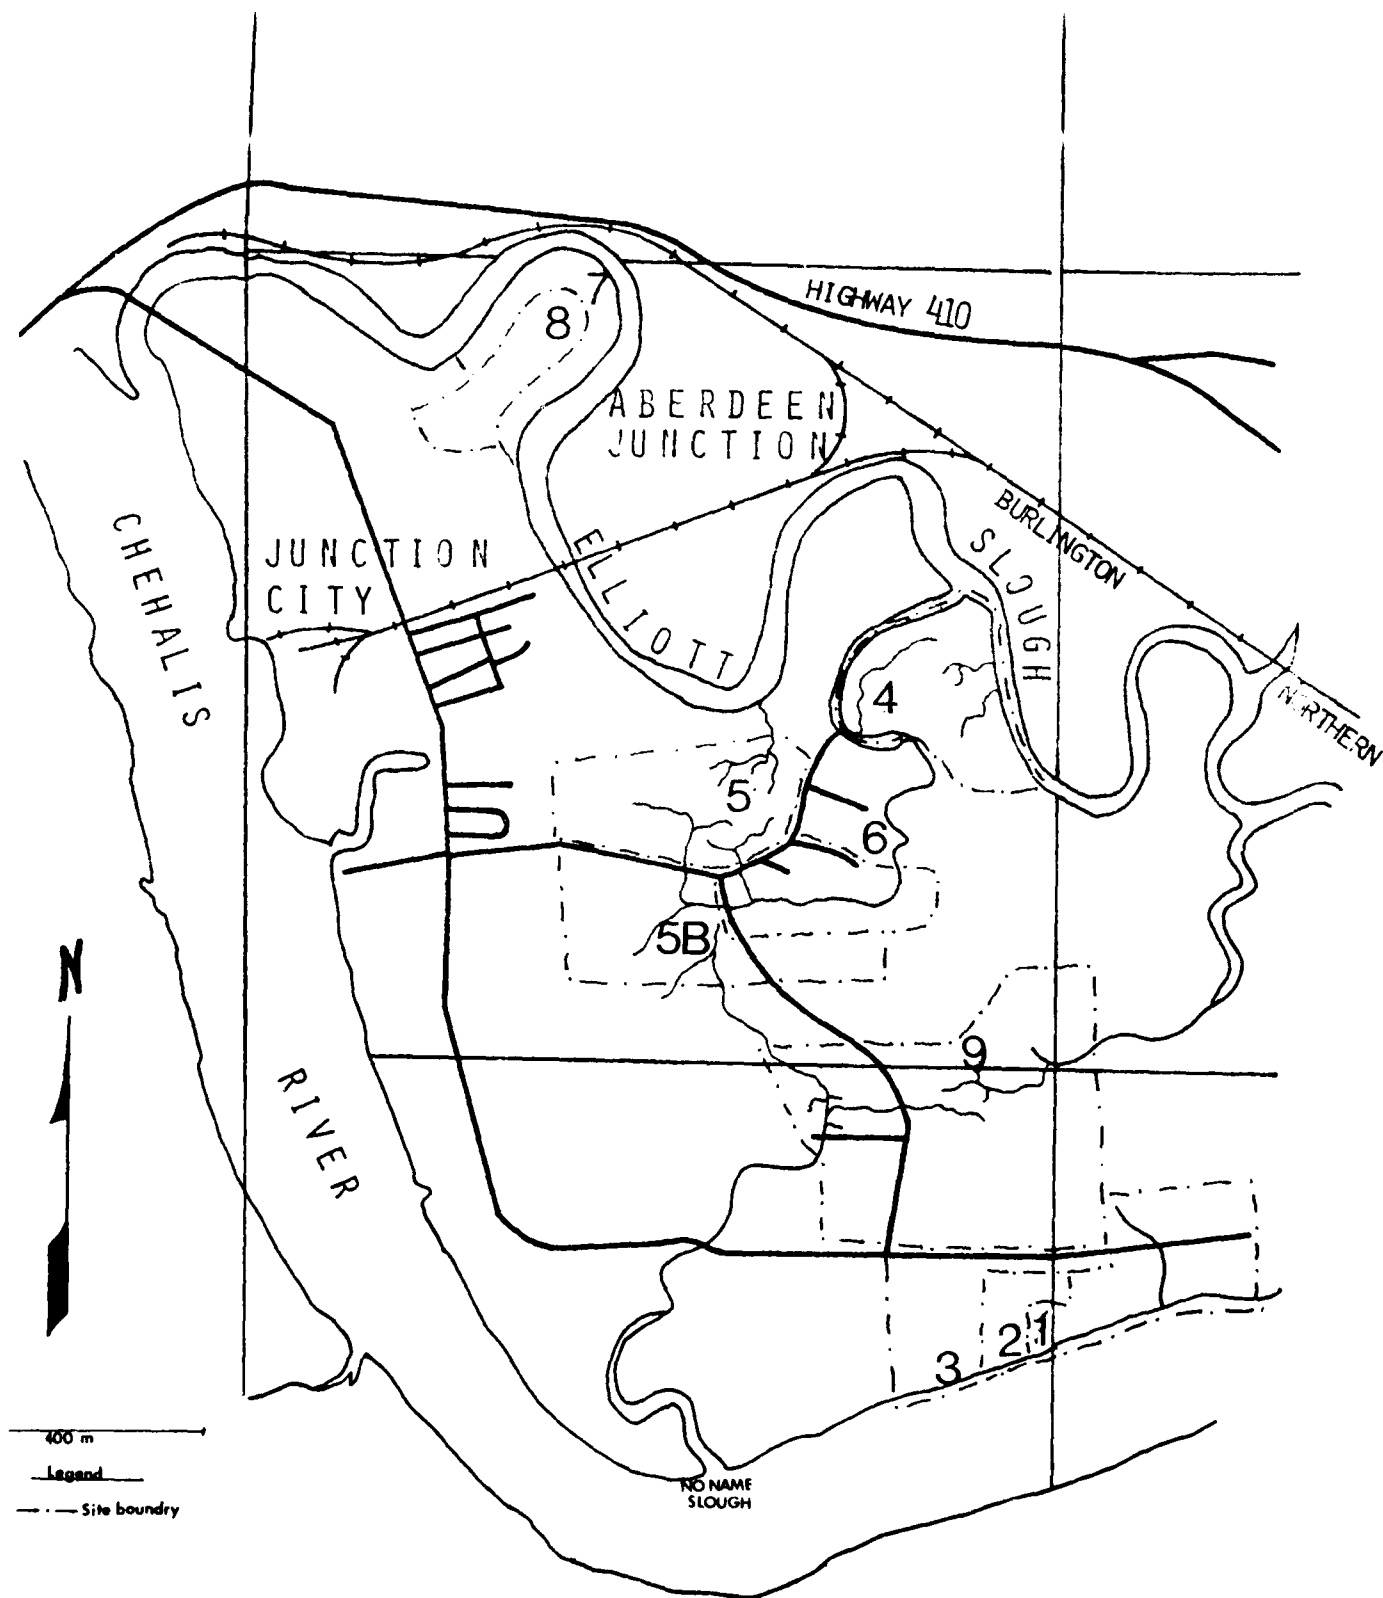 HIGHWAY 410
8
ABERDEEN
JUNCTION
BURLINGTON
NORTHERN
CHEHALIS
JUNCTION
CITY
ELLIOTT
SLOUGH
4
5
6
5B
N
9
RIVER
1
2
3
400 m
Legend
Site boundry
NO NAME
SLOUGH